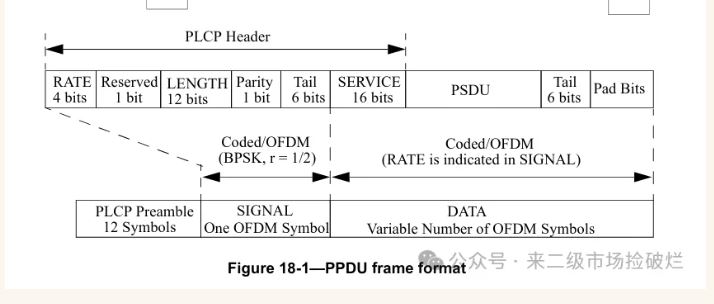 PLCP Header
RATE
4 bits
Reserved
1 bit
LENGTH
12 bits
Parity
1 bit
Tail
6 bits
SERVICE
16 bits
PSDU
Tail
6 bits
Pad Bits
Coded/OFDM
(BPSK, r = 1/2)
Coded/OFDM
(RATE is indicated in SIGNAL)
PLCP Preamble
12 Symbols
SIGNAL
One OFDM Symbol
DATA
Variable Number of OFDM Symbols
公众号 · 来二级市场捡破烂
Figure 18-1—PPDU frame format